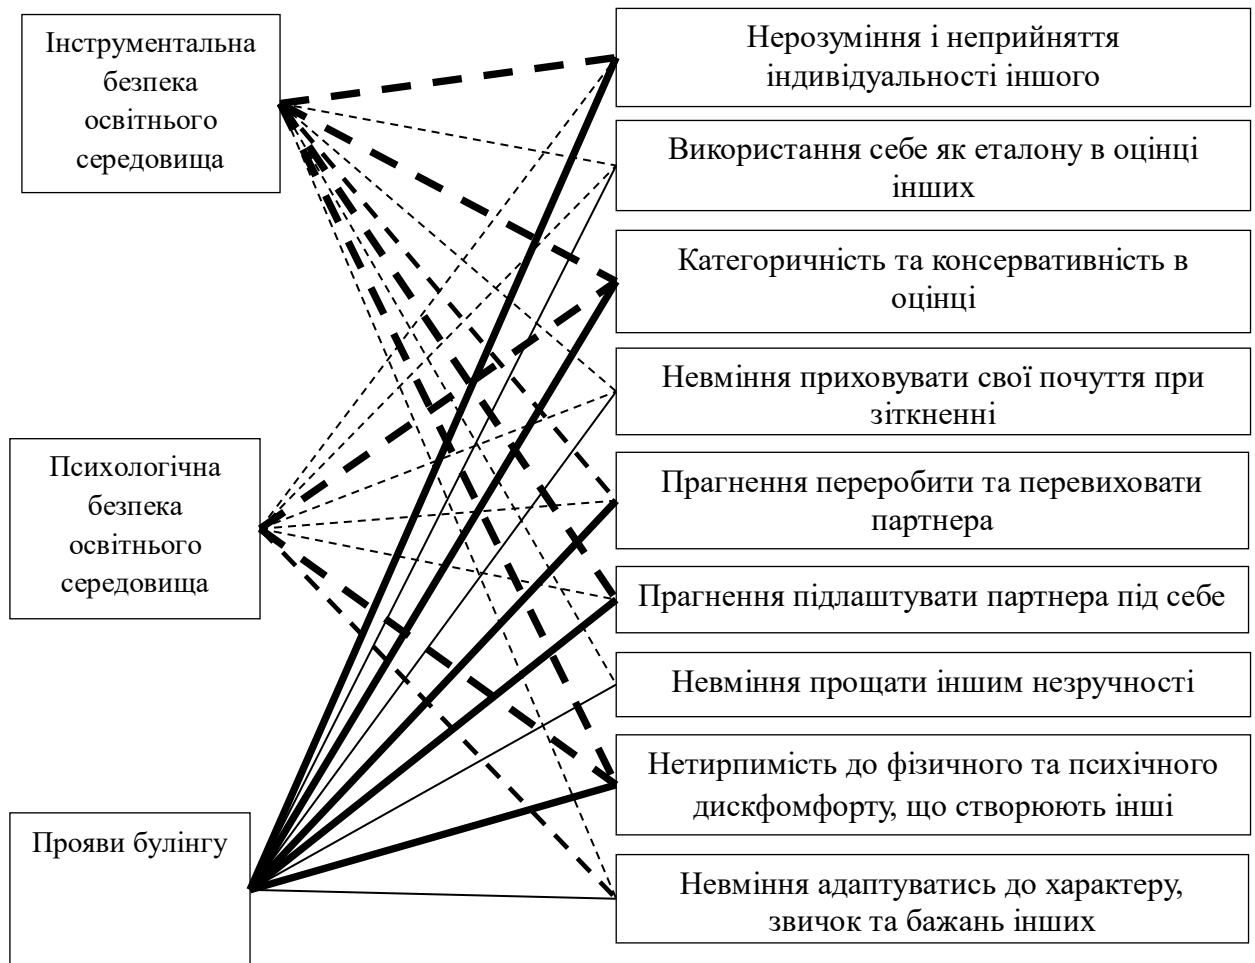 Інструментальна
безпека
освітнього
середовища
Психологічна
безпека
освітнього
середовища
Прояви булінгу
Нерозуміння і неприйняття
індивідуальності іншого
Використання себе як еталону в оцінці
інших
Категоричність та консервативність в
оцінці
Невміння приховувати свої почуття при
зіткненні
Прагнення переробити та перевиховати
партнера
Прагнення підлаштувати партнера під себе
Невміння прощати іншим незручності
Нетирпимість до фізичного та психічного
дискфомфорту, що створюють інші
Невміння адаптуватись до характеру,
звичок та бажань інших